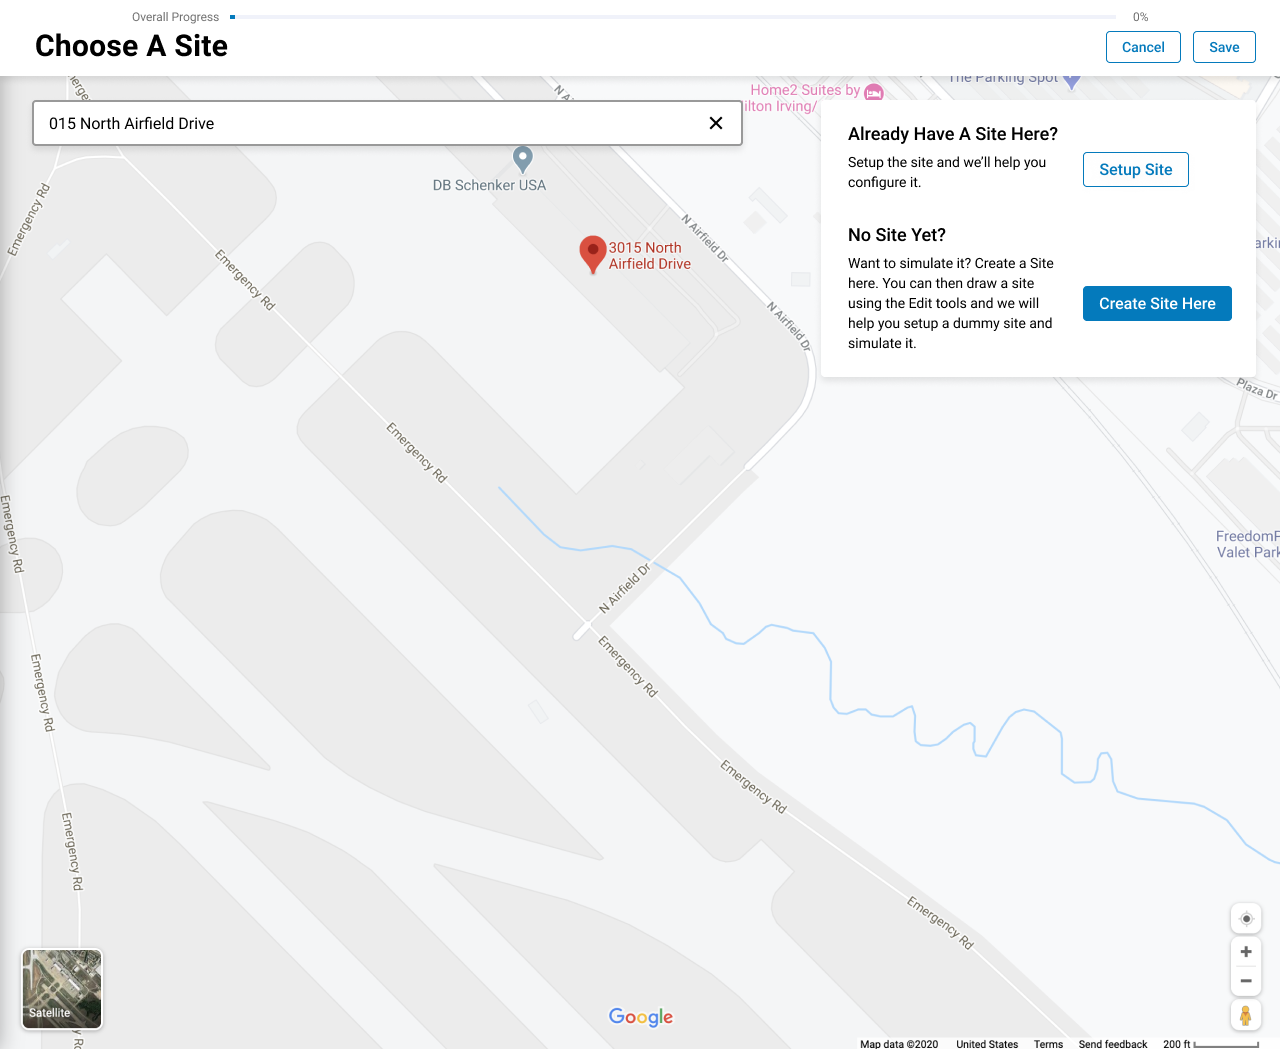 Overall Progress
0%
Choose A Site
Cancel
Save
The Parking Spot
Home2 Suites by
ilton Irving/
015 North Airfield Drive
DB Schenker USA
3015 North
Airfield Drive
Already Have A Site Here?
Setup the site and we'll help you
configure it.
Setup Site
No Site Yet?
Want to simulate it? Create a Site
here. You can then draw a site
using the Edit tools and we will
help you setup a dummy site and
simulate it.
Create Site Here
Emergency Rd
Emergency Rd
N Airfield Dr
N Airfield Dr
Plaza Dr
Emergency Rd
Emergency Rd
FreedomP
Valet Park
N Airfield Dr
Emergency Rd
Emergency Rd
Emergency Rd
Emergency Rd
Emergency Rd
Satellite
Google
Map data ©2020
United States
Terms
Send feedback
200 ft